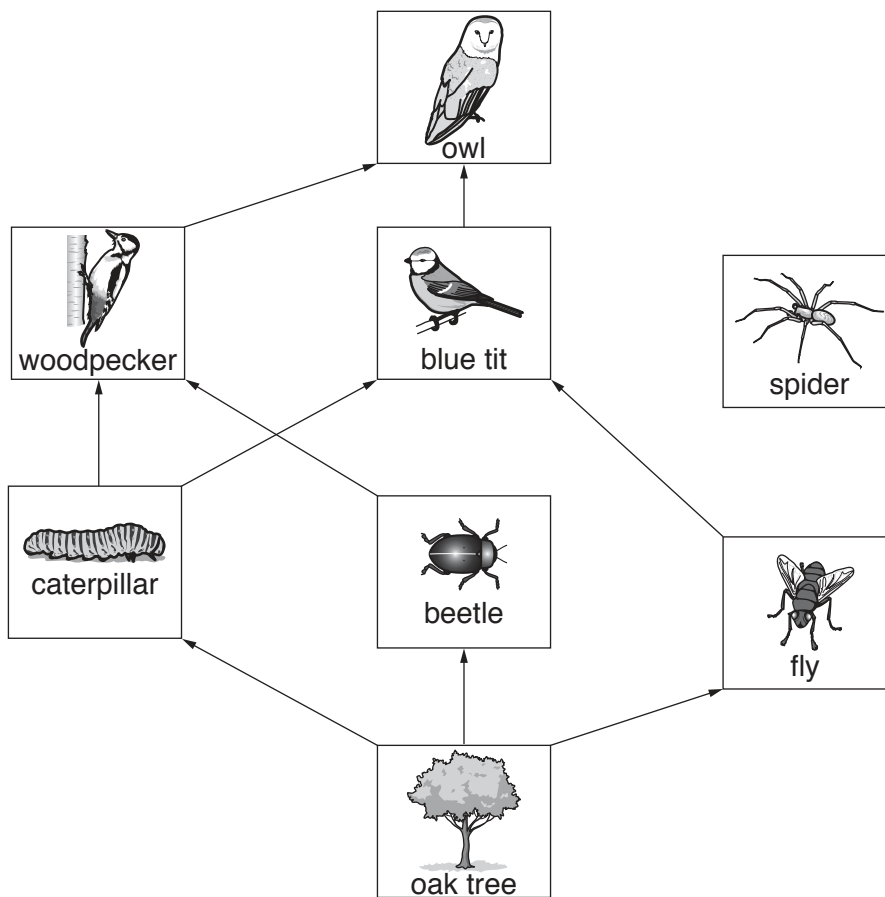 owl
woodpecker
blue tit
spider
caterpillar
beetle
fly
oak tree